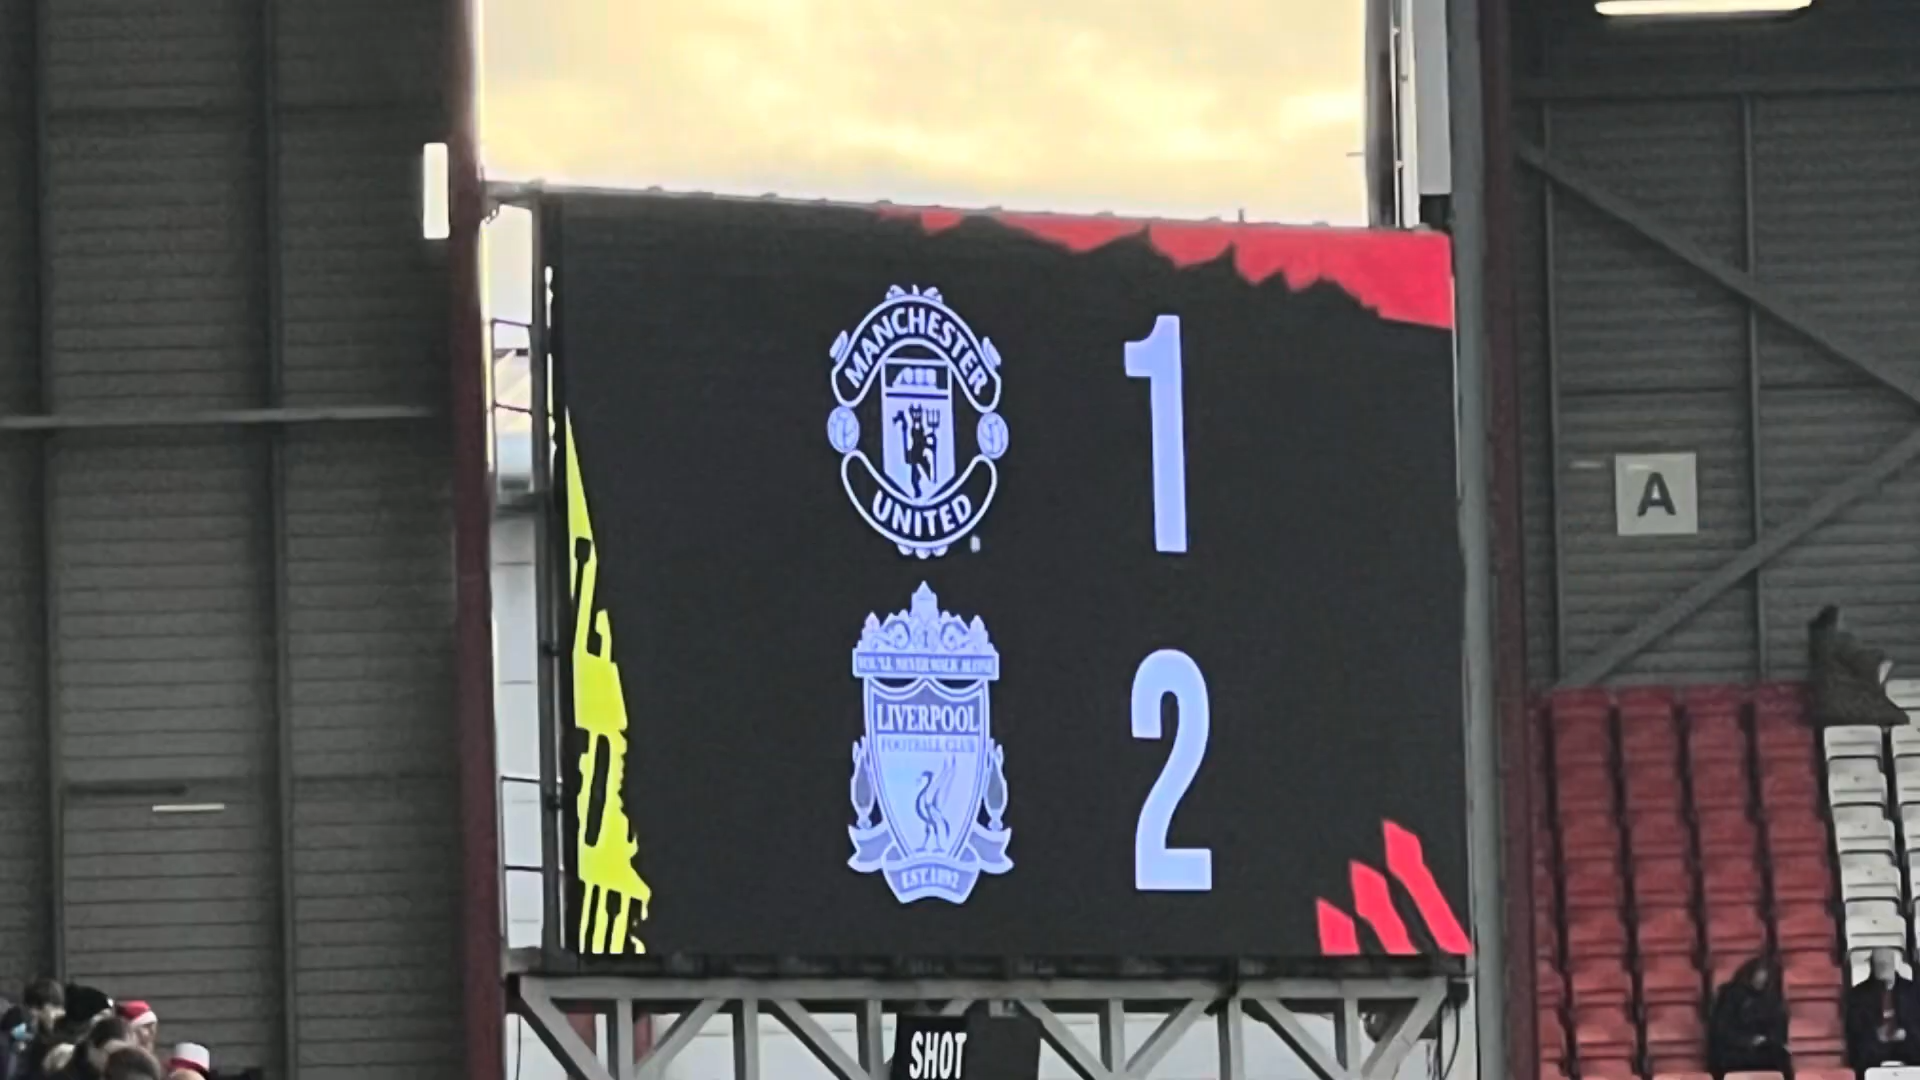 MANCHESTER
1
UNITED
YOU'LL NEVER WALK ALONE
LIVERPOOL
FOOTBALL CLUB
2
EST·1892
A
SHOT